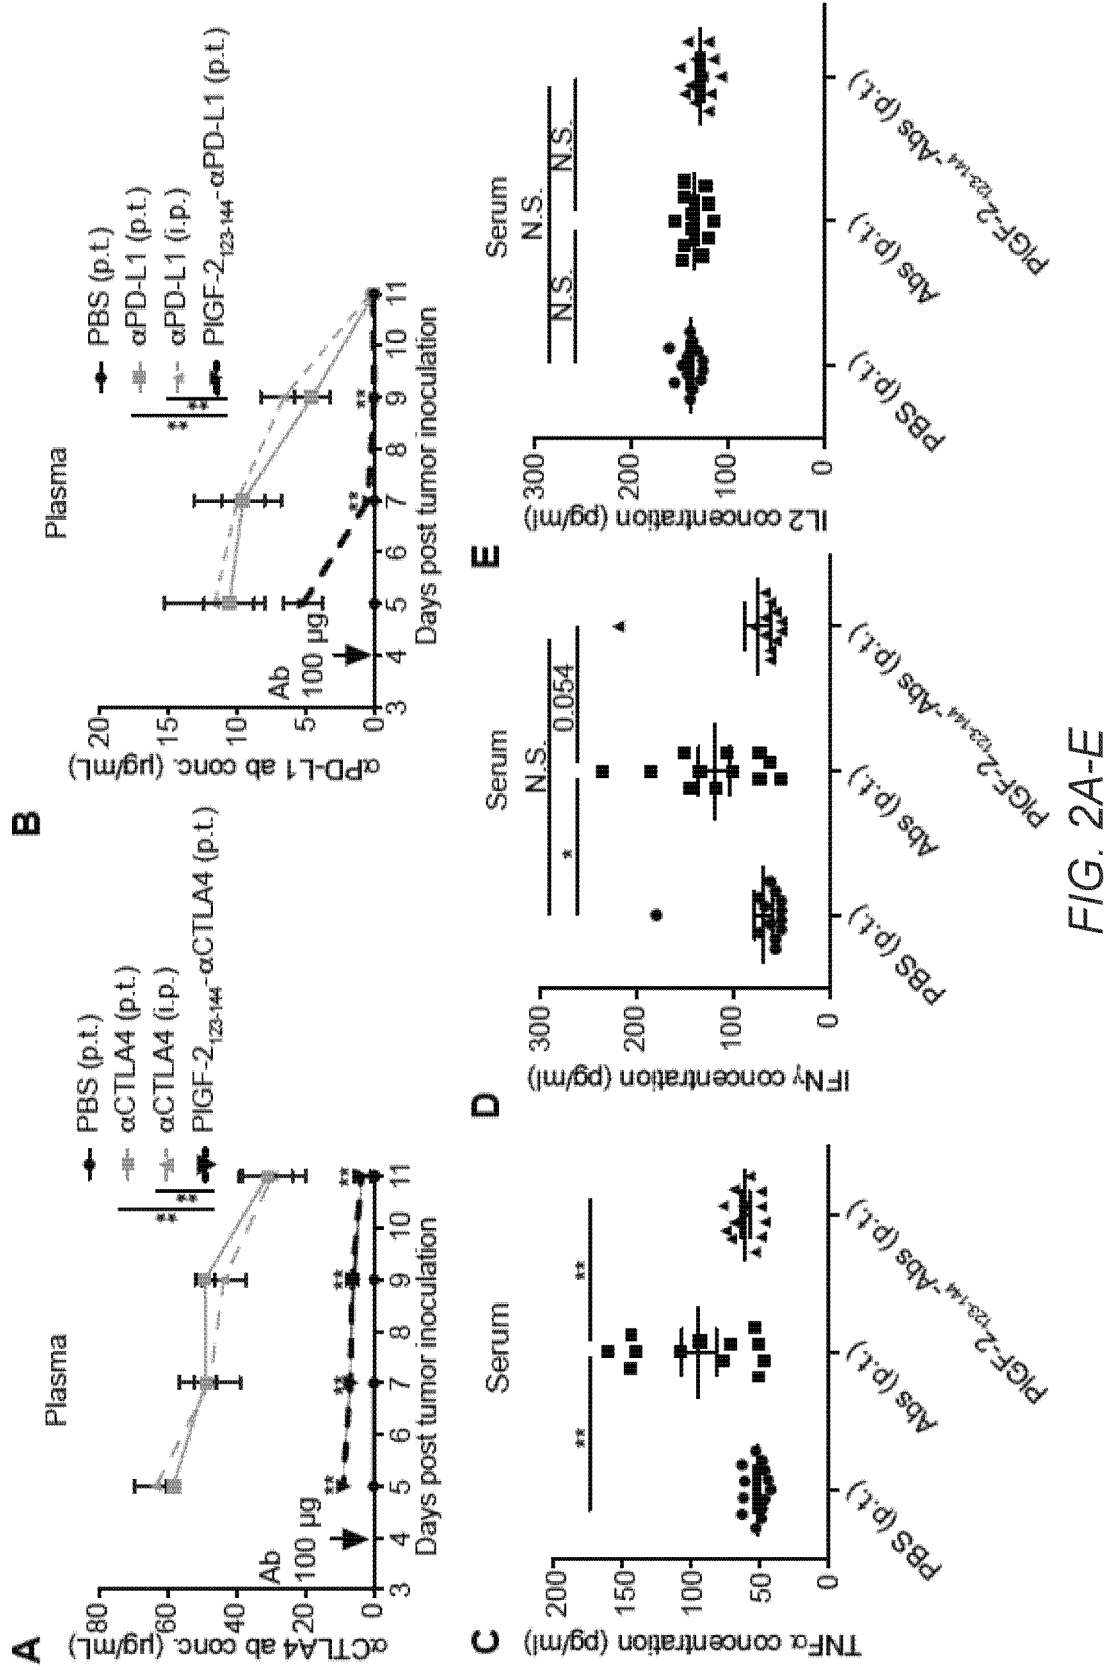 A
Plasma
αCTLA4 ab conc. (μg/mL)
80
60
40
20
0
Ab
100 μg
**
**
**
**
3 4 5 6 7 8 9 10 11
Days post tumor inoculation
PBS (p.t.)
αCTLA4 (p.t.)
αCTLA4 (i.p.)
PlGF-2123-144-αCTLA4 (p.t.)
**
**
B
Plasma
αPD-L1 ab conc. (μg/mL)
20
15
10
5
0
Ab
100 μg
**
**
3 4 5 6 7 8 9 10 11
Days post tumor inoculation
PBS (p.t.)
αPD-L1 (p.t.)
αPD-L1 (i.p.)
PlGF-2123-144-αPD-L1 (p.t.)
**
**
C
Serum
TNFα concentration (pg/ml)
200
150
100
50
0
** **
PBS (p.t.)
Abs (p.t.)
PlGF-2123-144-Abs (p.t.)
D
Serum
IFNγ concentration (pg/ml)
300
200
100
0
N.S.
* 0.054
PBS (p.t.)
Abs (p.t.)
PlGF-2123-144-Abs (p.t.)
E
Serum
IL2 concentration (pg/ml)
300
200
100
0
N.S.
N.S. N.S.
PBS (p.t.)
Abs (p.t.)
PlGF-2123-144-Abs (p.t.)
FIG. 2A-E